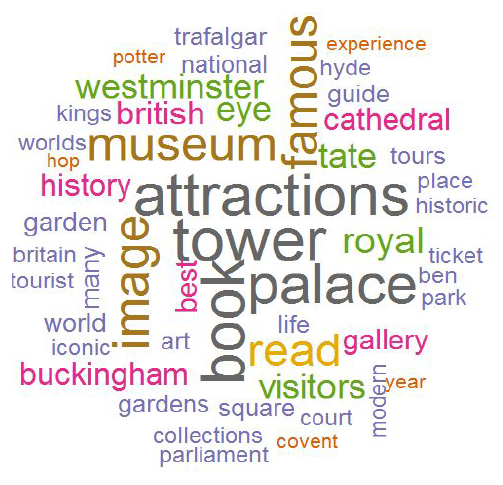 trafalgar
famous
experience
potter
national
hyde
westminster
eye
guide
kings
british
cathedral
worlds
museum
tate
tours
hop
history
attractions
place
historic
garden
image
tower
royal
britain
many
best
book
palace
ticket
tourist
ben
park
world
life
iconic
art
read
gallery
buckingham
visitors
modern
year
gardens
square
court
collections
covent
parliament